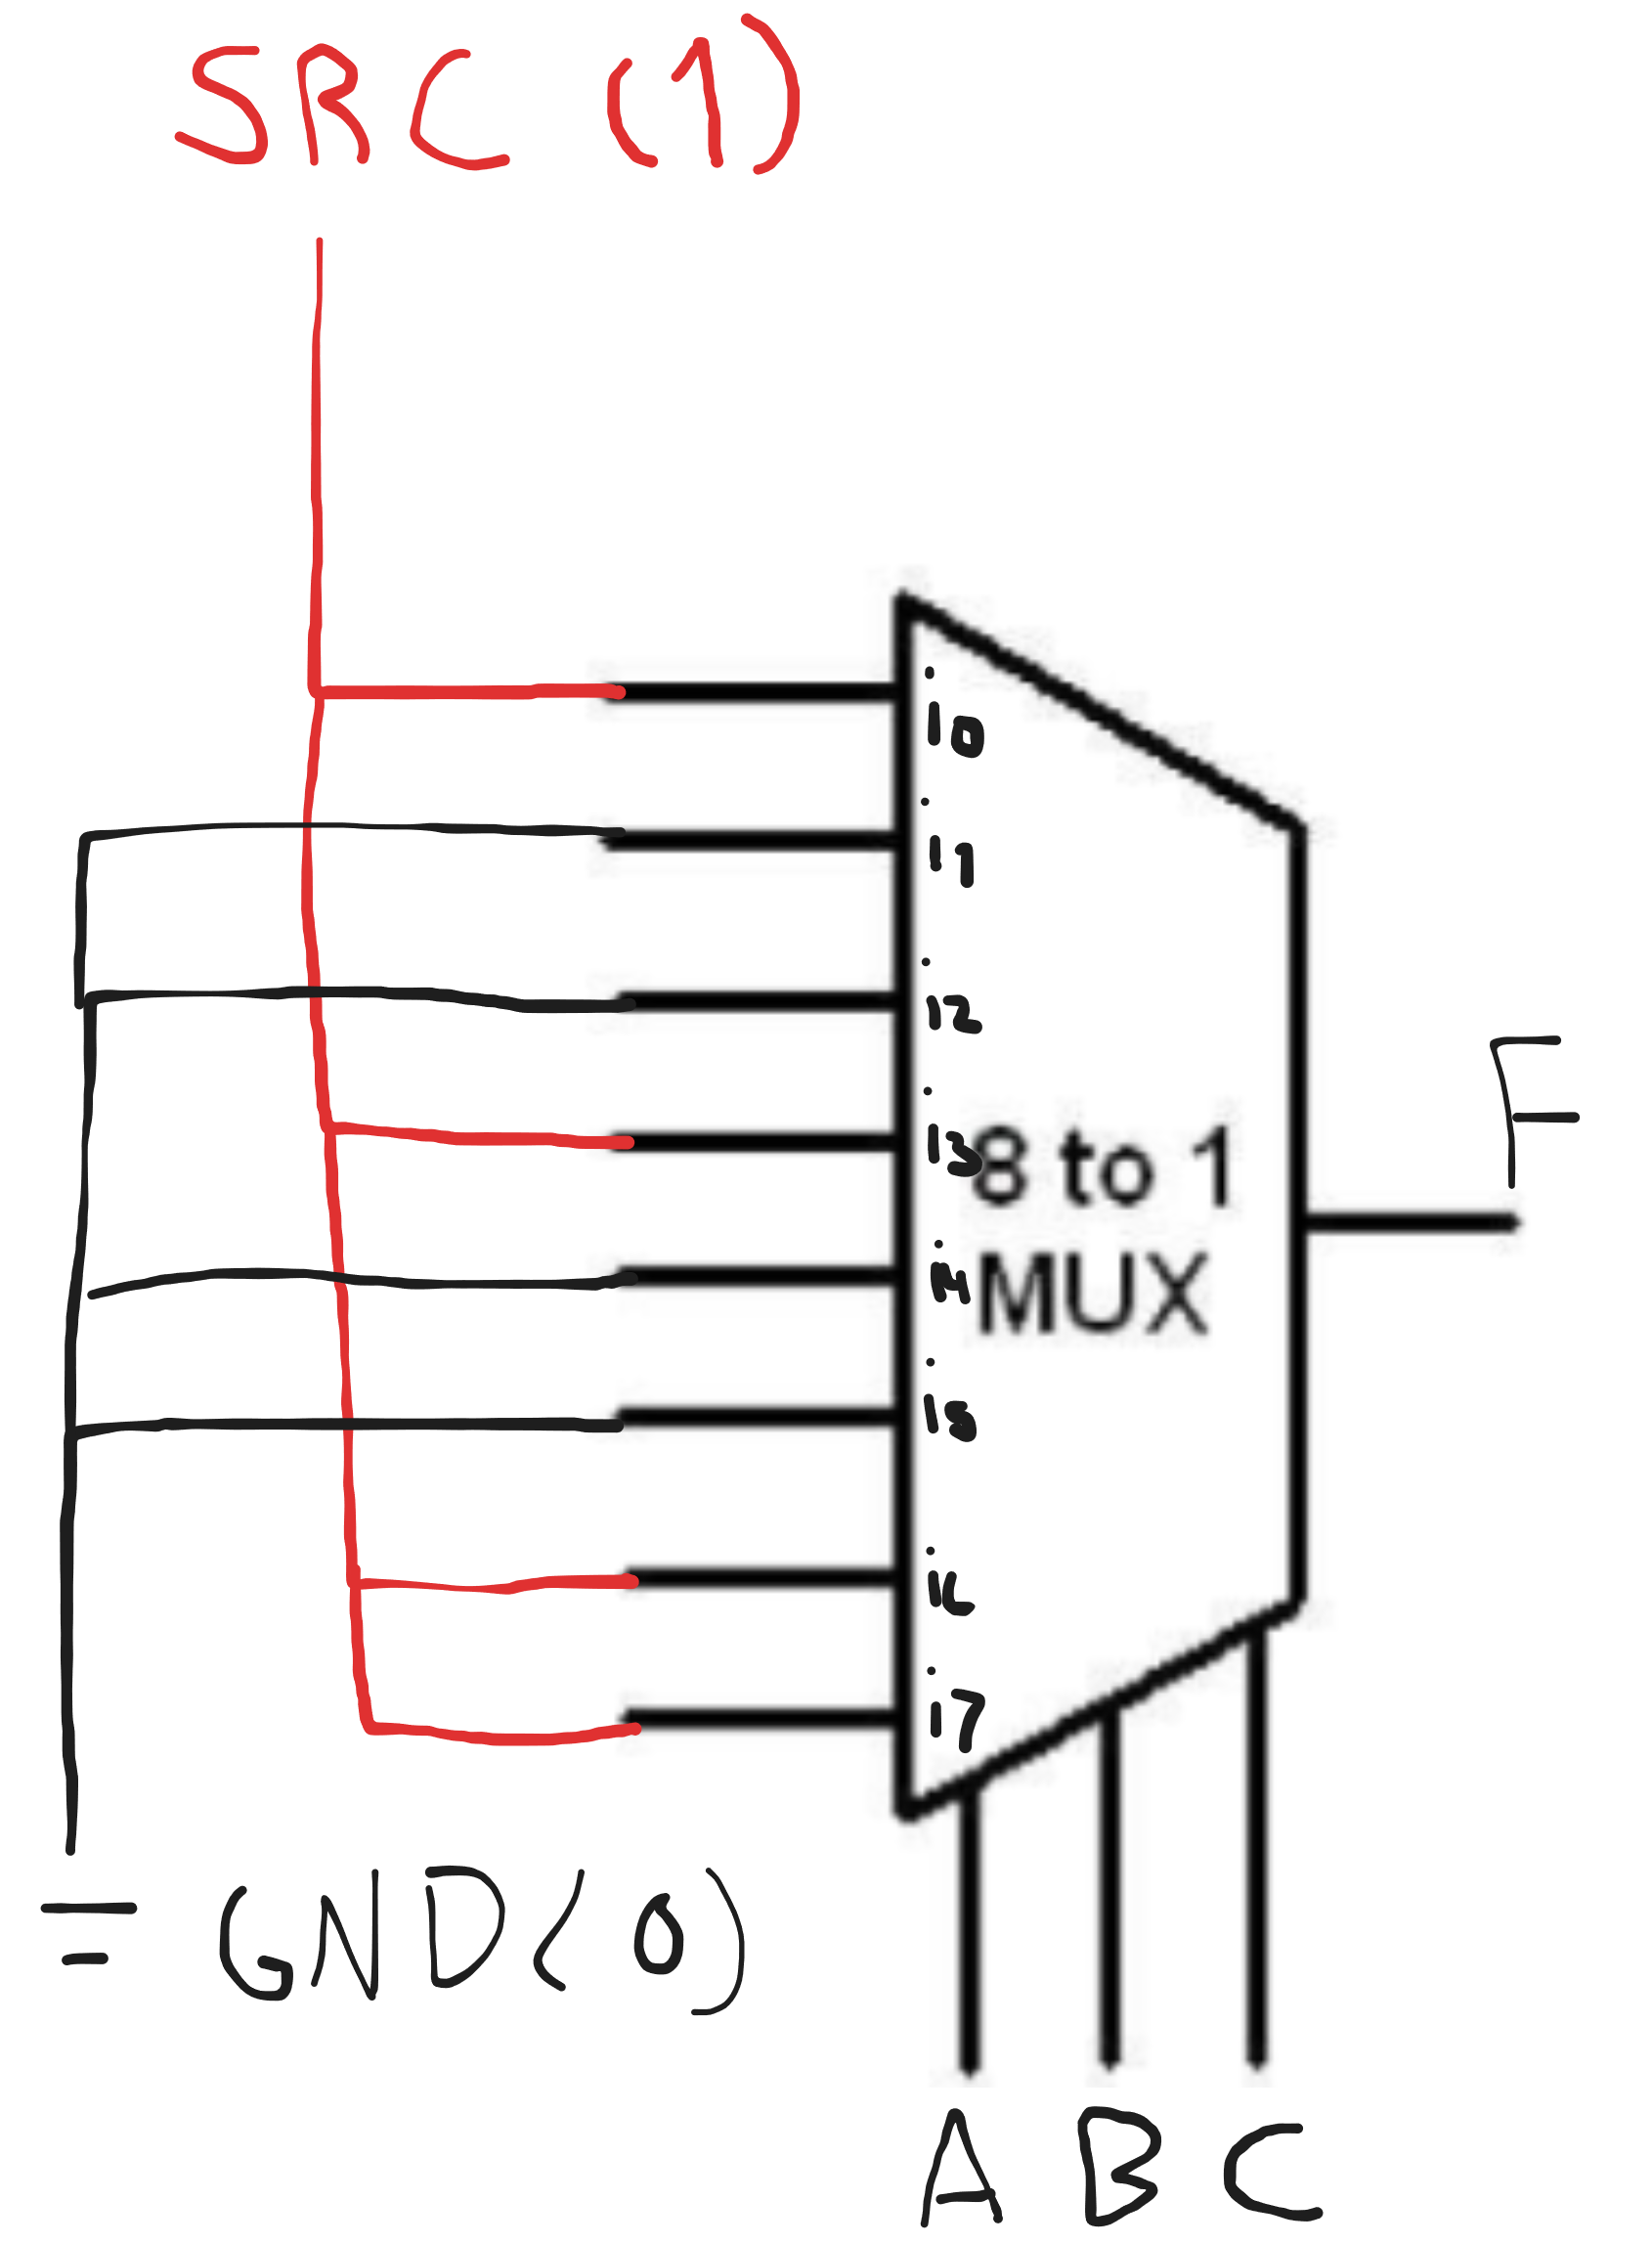 SRC (1)
i0
i1
i2
i3
8 to 1
MUX
i4
i5
i6
i7
F
= GND(0)
A B C